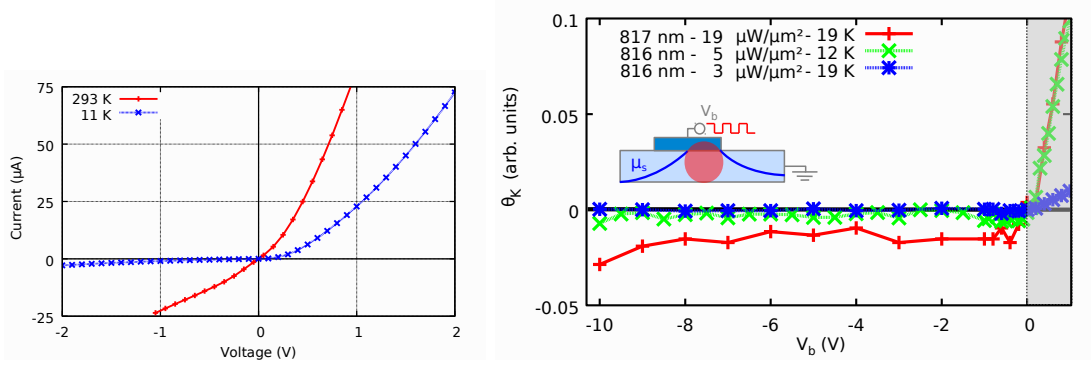 75
50
25
0
-25
-2
-1
0
1
2
Current (µA)
Voltage (V)
293 K
11 K
0.1
0.05
0
-0.05
-10
-8
-6
-4
-2
0
θK (arb. units)
Vb (V)
817 nm - 19 µW/µm² - 19 K
816 nm - 5 µW/µm² - 12 K
816 nm - 3 µW/µm² - 19 K
Vb
µs